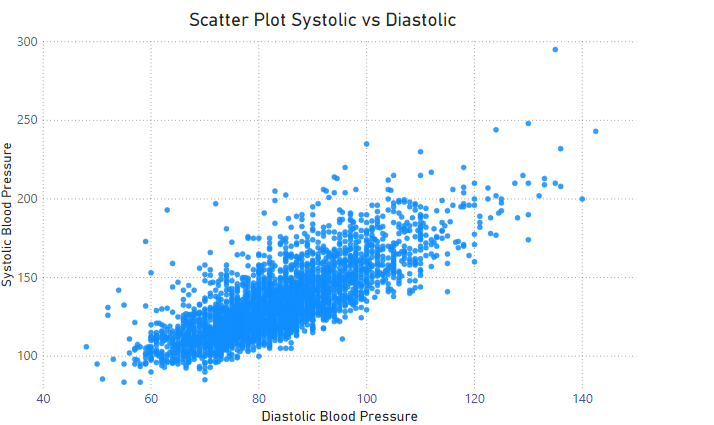 Scatter Plot Systolic vs Diastolic
300
250
200
150
100
Systolic Blood Pressure
40 60 80 100 120 140
Diastolic Blood Pressure